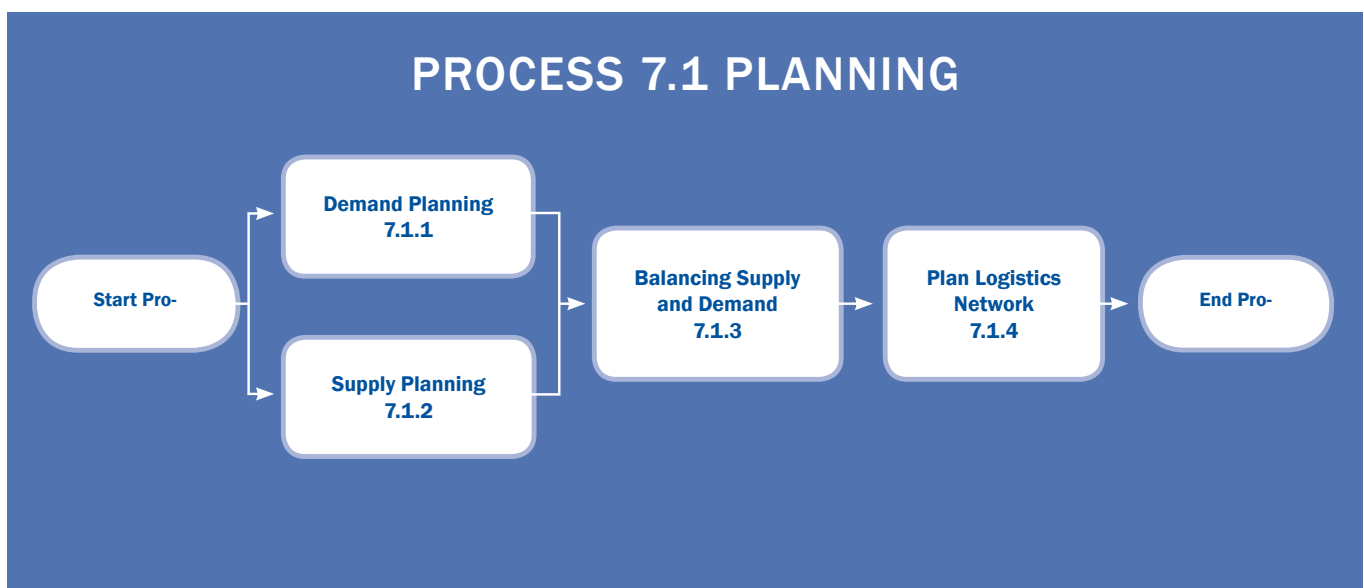 PROCESS 7.1 PLANNING
Start Pro-
Demand Planning
7.1.1
Supply Planning
7.1.2
Balancing Supply
and Demand
7.1.3
Plan Logistics
Network
7.1.4
End Pro-